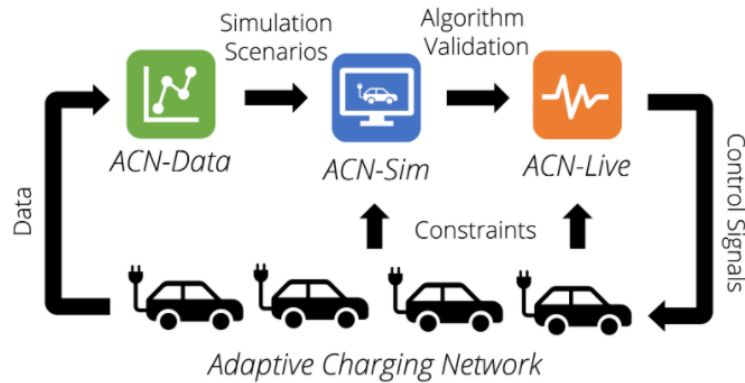 Simulation
Scenarios
Algorithm
Validation
ACN-Data
ACN-Sim
ACN-Live
Data
Constraints
Control Signals
Adaptive Charging Network